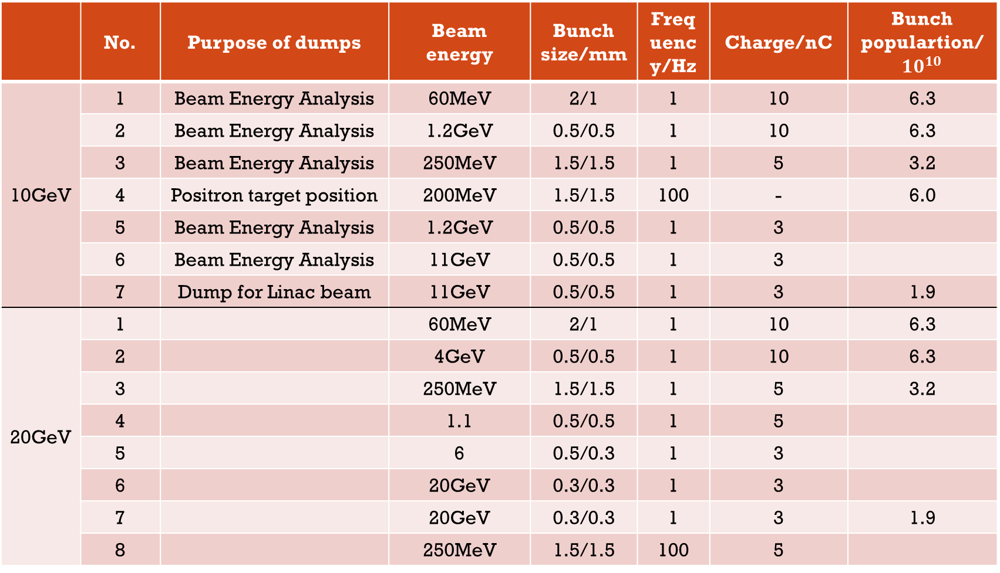 No. Purpose of dumps Beam energy Bunch size/mm Freq uenc y/Hz Charge/nC Bunch populartion/ 10¹⁰
10GeV
1 Beam Energy Analysis 60MeV 2/1 1 10 6.3
2 Beam Energy Analysis 1.2GeV 0.5/0.5 1 10 6.3
3 Beam Energy Analysis 250MeV 1.5/1.5 1 5 3.2
4 Positron target position 200MeV 1.5/1.5 100 - 6.0
5 Beam Energy Analysis 1.2GeV 0.5/0.5 1 3
6 Beam Energy Analysis 11GeV 0.5/0.5 1 3
7 Dump for Linac beam 11GeV 0.5/0.5 1 3 1.9
20GeV
1 60MeV 2/1 1 10 6.3
2 4GeV 0.5/0.5 1 10 6.3
3 250MeV 1.5/1.5 1 5 3.2
4 1.1 0.5/0.5 1 5
5 6 0.5/0.3 1 3
6 20GeV 0.3/0.3 1 3
7 20GeV 0.3/0.3 1 3 1.9
8 250MeV 1.5/1.5 100 5